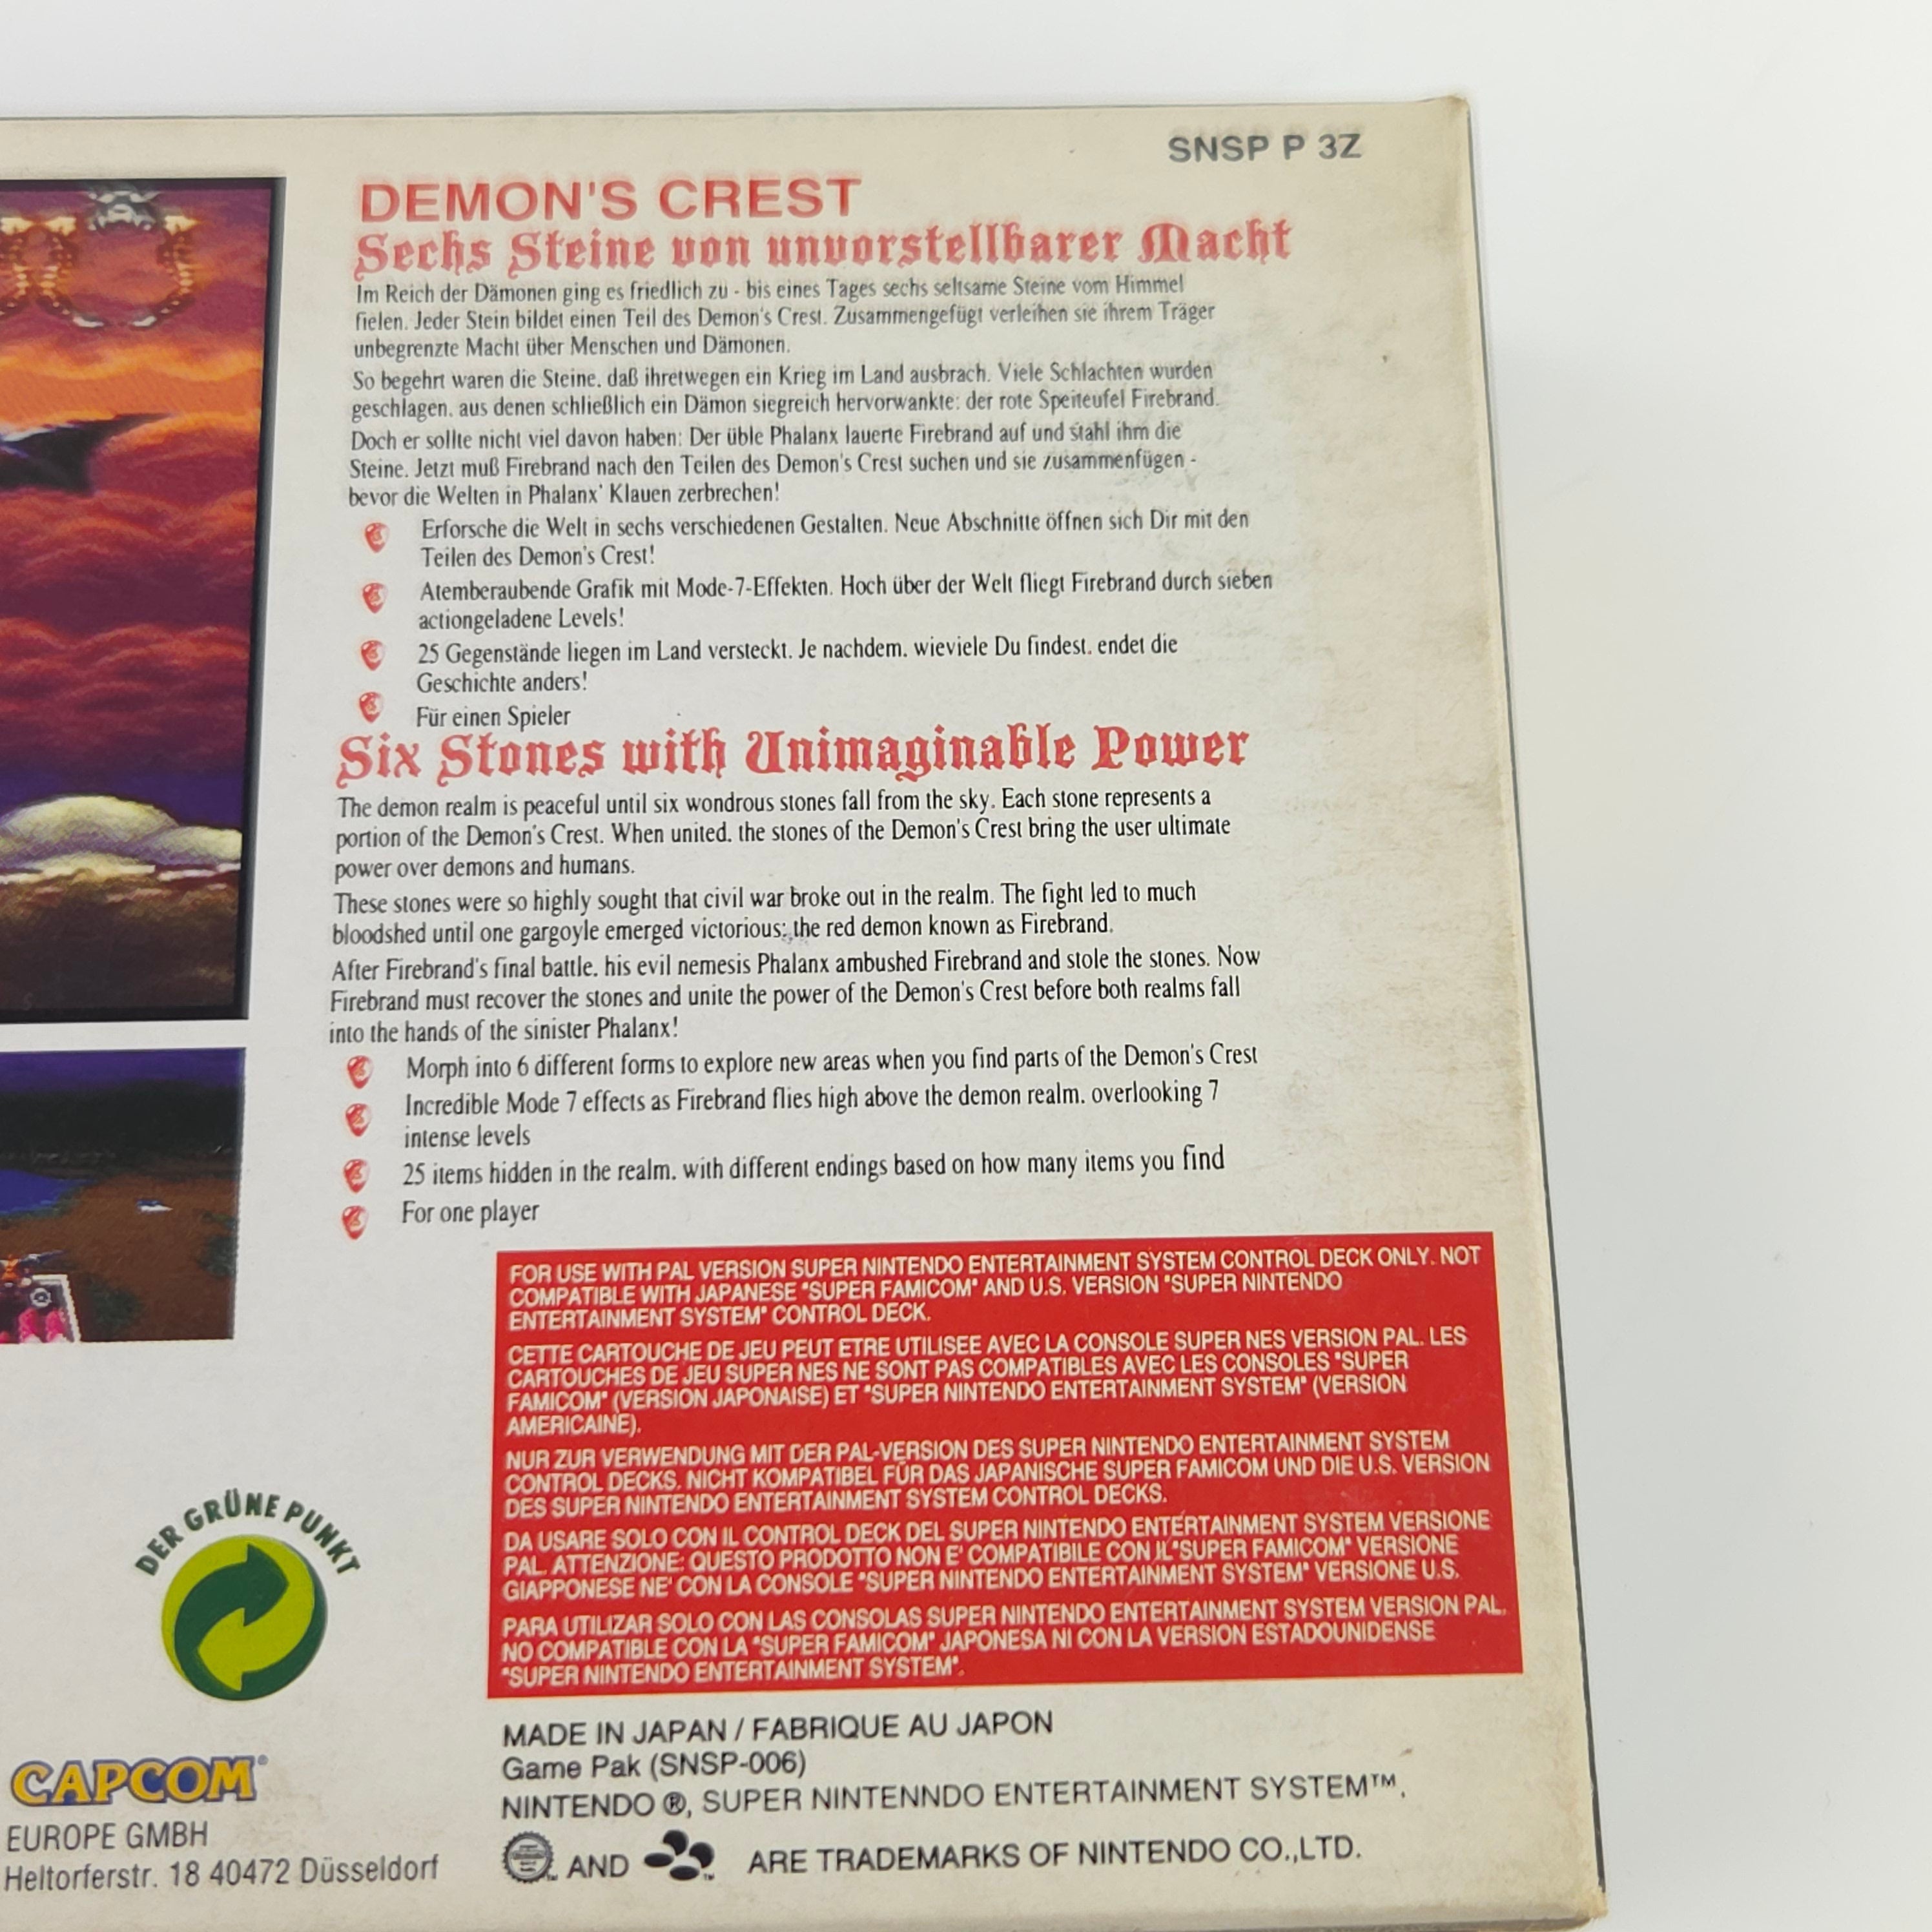 SNSP P 3Z
DEMON'S CREST
Sechs Steine von unvorstellbarer Macht
Im Reich der Dämonen ging es friedlich zu - bis eines Tages sechs seltsame Steine vom Himmel
fielen. Jeder Stein bildet einen Teil des Demon's Crest. Zusammengefügt verleihen sie ihrem Träger
unbegrenzte Macht über Menschen und Dämonen.
So begehrt waren die Steine, daß ihretwegen ein Krieg im Land ausbrach. Viele Schlachten wurden
geschlagen, aus denen schließlich ein Dämon siegreich hervorwankte: der rote Speiteufel Firebrand.
Doch er sollte nicht viel davon haben: Der üble Phalanx lauerte Firebrand auf und stahl ihm die
Steine. Jetzt muß Firebrand nach den Teilen des Demon's Crest suchen und sie zusammenfügen -
bevor die Welten in Phalanx' Klauen zerbrechen!
Erforsche die Welt in sechs verschiedenen Gestalten. Neue Abschnitte öffnen sich Dir mit den
Teilen des Demon's Crest!
Atemberaubende Grafik mit Mode-7-Effekten. Hoch über der Welt fliegt Firebrand durch sieben
actiongeladene Levels!
25 Gegenstände liegen im Land versteckt. Je nachdem, wieviele Du findest, endet die
Geschichte anders!
Für einen Spieler
Six Stones with Unimaginable Power
The demon realm is peaceful until six wondrous stones fall from the sky. Each stone represents a
portion of the Demon's Crest. When united, the stones of the Demon's Crest bring the user ultimate
power over demons and humans.
These stones were so highly sought that civil war broke out in the realm. The fight led to much
bloodshed until one gargoyle emerged victorious: the red demon known as Firebrand.
After Firebrand's final battle, his evil nemesis Phalanx ambushed Firebrand and stole the stones. Now
Firebrand must recover the stones and unite the power of the Demon's Crest before both realms fall
into the hands of the sinister Phalanx!
Morph into 6 different forms to explore new areas when you find parts of the Demon's Crest
Incredible Mode 7 effects as Firebrand flies high above the demon realm, overlooking 7
intense levels
25 items hidden in the realm, with different endings based on how many items you find
For one player
FOR USE WITH PAL VERSION SUPER NINTENDO ENTERTAINMENT SYSTEM CONTROL DECK ONLY. NOT
COMPATIBLE WITH JAPANESE "SUPER FAMICOM" AND U.S. VERSION "SUPER NINTENDO
ENTERTAINMENT SYSTEM" CONTROL DECK.
CETTE CARTOUCHE DE JEU PEUT ETRE UTILISEE AVEC LA CONSOLE SUPER NES VERSION PAL. LES
CARTOUCHES DE JEU SUPER NES NE SONT PAS COMPATIBLES AVEC LES CONSOLES "SUPER
FAMICOM" (VERSION JAPONAISE) ET "SUPER NINTENDO ENTERTAINMENT SYSTEM" (VERSION
AMERICAINE).
NUR ZUR VERWENDUNG MIT DER PAL-VERSION DES SUPER NINTENDO ENTERTAINMENT SYSTEM
CONTROL DECKS. NICHT KOMPATIBEL FÜR DAS JAPANISCHE SUPER FAMICOM UND DIE U.S. VERSION
DES SUPER NINTENDO ENTERTAINMENT SYSTEM CONTROL DECKS.
DA USARE SOLO CON IL CONTROL DECK DEL SUPER NINTENDO ENTERTAINMENT SYSTEM VERSIONE
PAL. ATTENZIONE: QUESTO PRODOTTO NON E' COMPATIBILE CON IL "SUPER FAMICOM" VERSIONE
GIAPPONESE NE' CON LA CONSOLE "SUPER NINTENDO ENTERTAINMENT SYSTEM" VERSIONE U.S.
PARA UTILIZAR SOLO CON LAS CONSOLAS SUPER NINTENDO ENTERTAINMENT SYSTEM VERSION PAL.
NO COMPATIBLE CON LA "SUPER FAMICOM" JAPONESA NI CON LA VERSION ESTADOUNIDENSE
"SUPER NINTENDO ENTERTAINMENT SYSTEM".
DER GRÜNE PUNKT
CAPCOM®
EUROPE GMBH
Heltorferstr. 18 40472 Düsseldorf
MADE IN JAPAN / FABRIQUE AU JAPON
Game Pak (SNSP-006)
NINTENDO ®, SUPER NINTENNDO ENTERTAINMENT SYSTEM™,
AND ARE TRADEMARKS OF NINTENDO CO.,LTD.